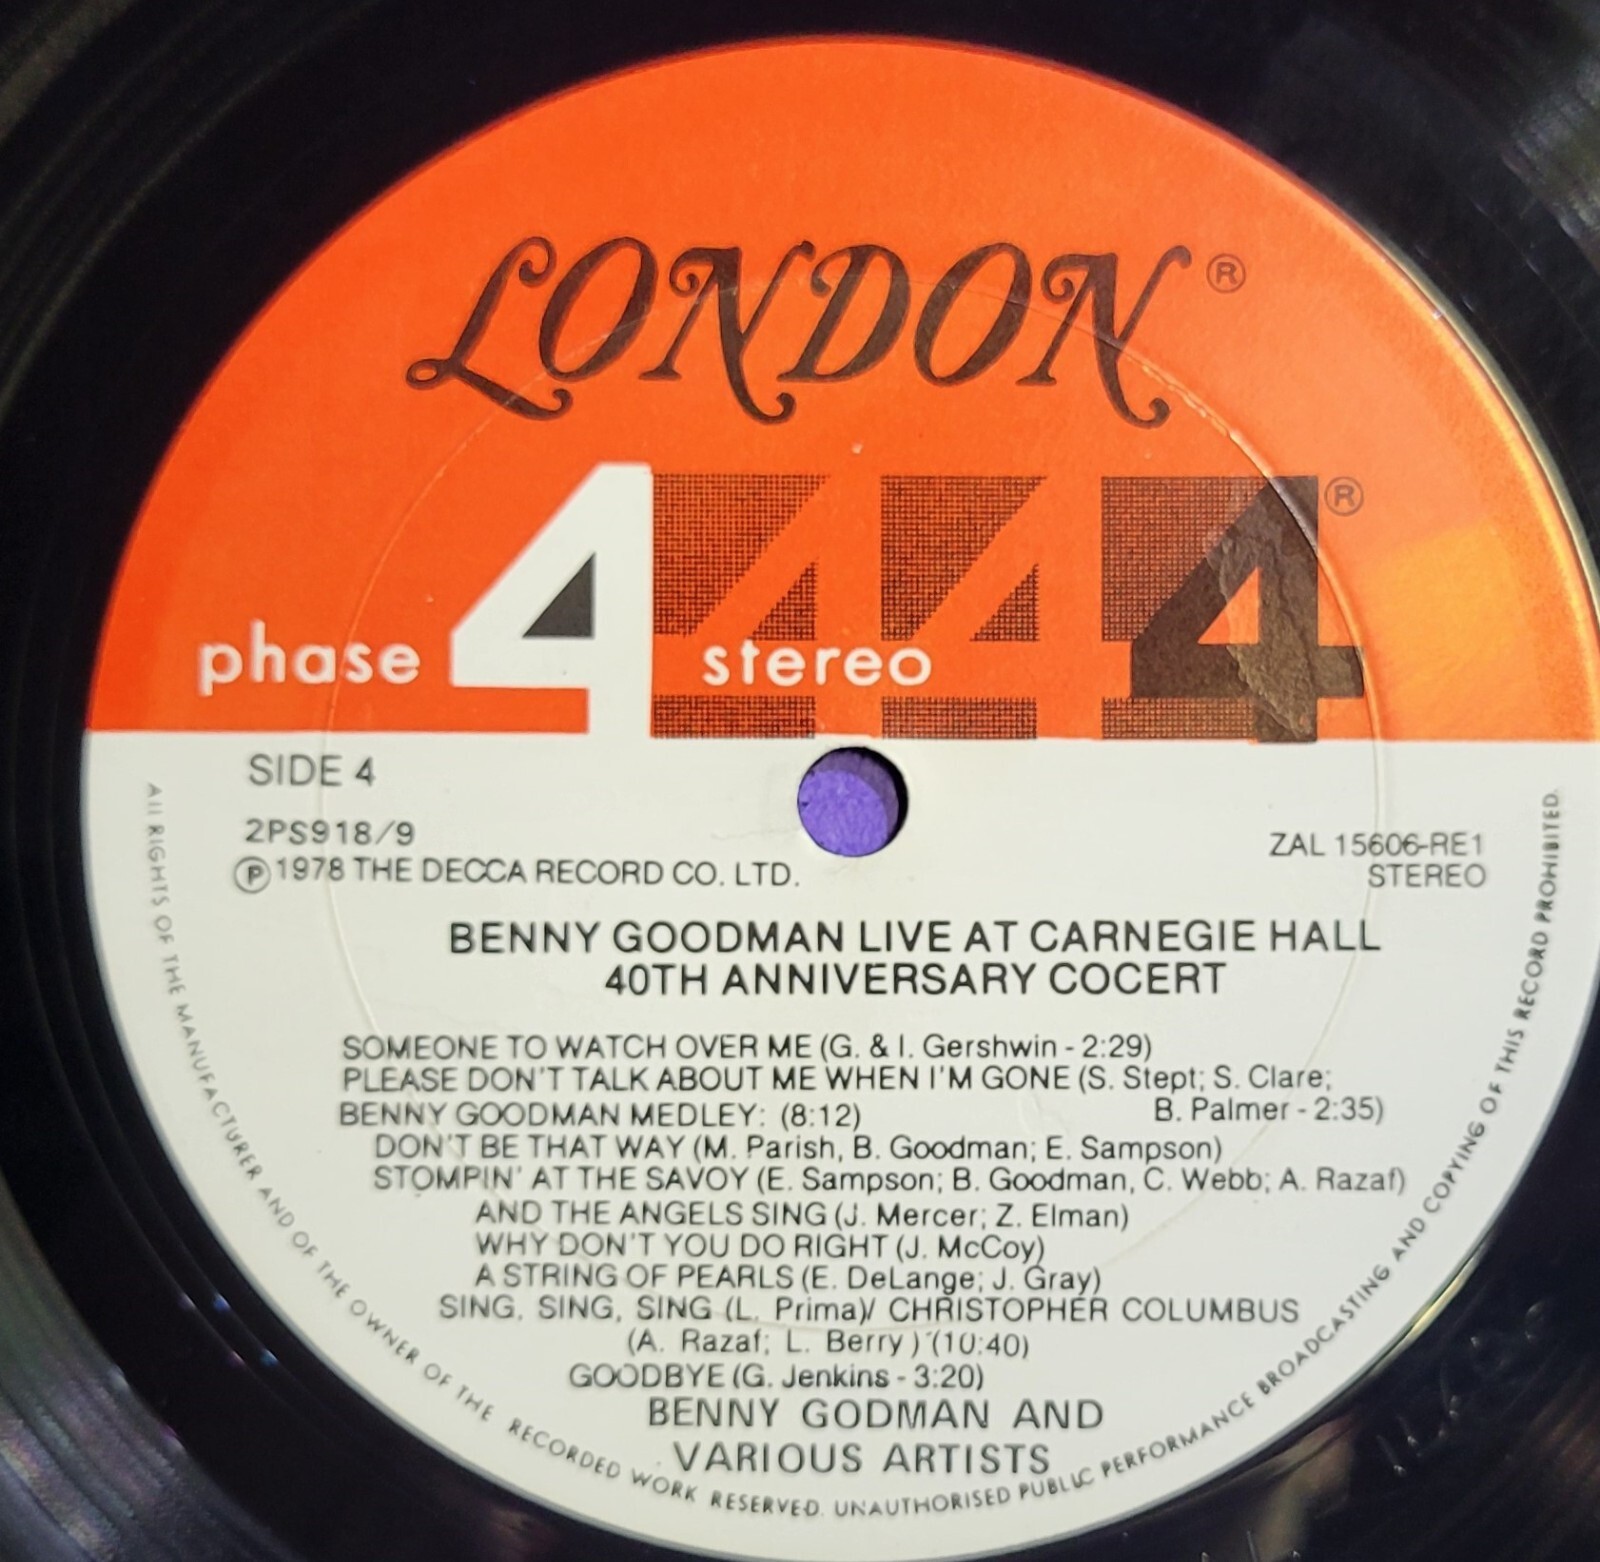 LONDON®
phase 4 stereo 444®
SIDE 4
2PS918/9
Ⓟ1978 THE DECCA RECORD CO. LTD.
ZAL 15606-RE1
STEREO
BENNY GOODMAN LIVE AT CARNEGIE HALL
40TH ANNIVERSARY COCERT
SOMEONE TO WATCH OVER ME (G. & I. Gershwin - 2:29)
PLEASE DON'T TALK ABOUT ME WHEN I'M GONE (S. Stept; S. Clare;
B. Palmer - 2:35)
BENNY GOODMAN MEDLEY: (8:12)
DON'T BE THAT WAY (M. Parish, B. Goodman; E. Sampson)
STOMPIN' AT THE SAVOY (E. Sampson; B. Goodman, C. Webb; A. Razaf)
AND THE ANGELS SING (J. Mercer; Z. Elman)
WHY DON'T YOU DO RIGHT (J. McCoy)
A STRING OF PEARLS (E. DeLange; J. Gray)
SING, SING, SING (L. Prima)/ CHRISTOPHER COLUMBUS
(A. Razaf; L. Berry) (10:40)
GOODBYE (G. Jenkins - 3:20)
BENNY GODMAN AND
VARIOUS ARTISTS
All RIGHTS OF THE MANUFACTURER AND OF THE OWNER OF THE RECORDED WORK RESERVED. UNAUTHORISED PUBLIC PERFORMANCE BROADCASTING AND COPYING OF THIS RECORD PROHIBITED.